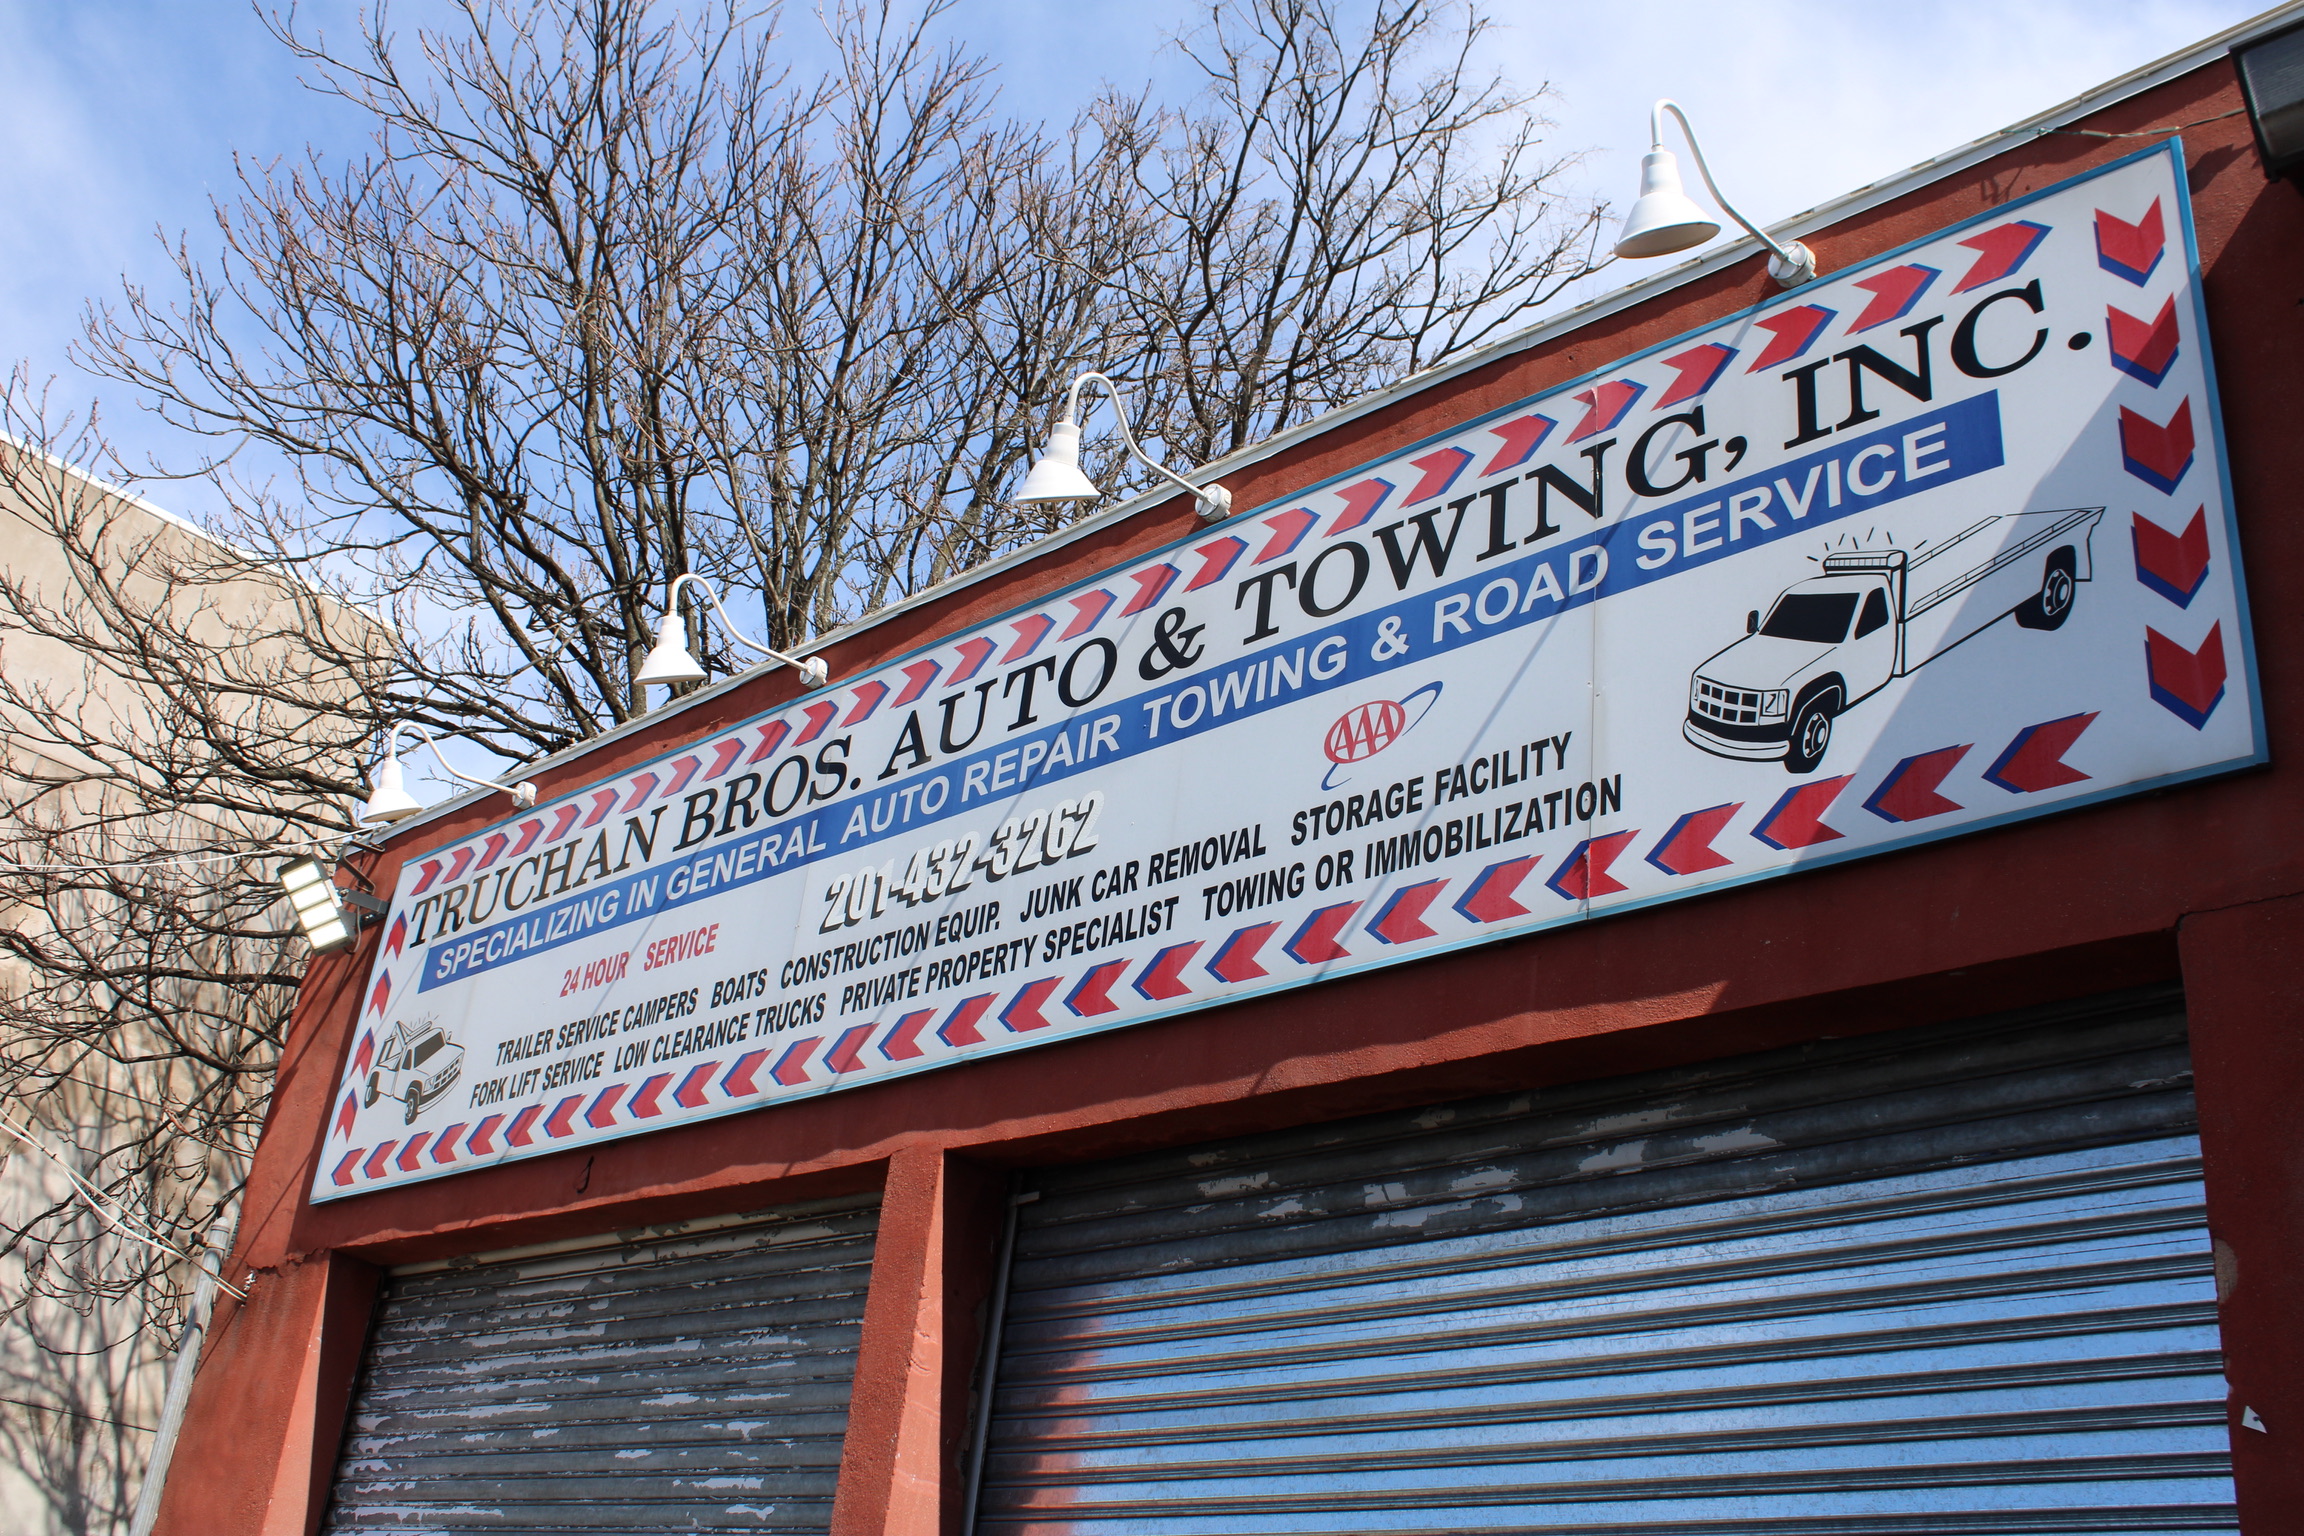 TRUCHAN BROS. AUTO & TOWING, INC.
SPECIALIZING IN GENERAL AUTO REPAIR TOWING & ROAD SERVICE
24 HOUR SERVICE
201-432-3262
AAA
TRAILER SERVICE CAMPERS BOATS CONSTRUCTION EQUIP. JUNK CAR REMOVAL STORAGE FACILITY
FORK LIFT SERVICE LOW CLEARANCE TRUCKS PRIVATE PROPERTY SPECIALIST TOWING OR IMMOBILIZATION